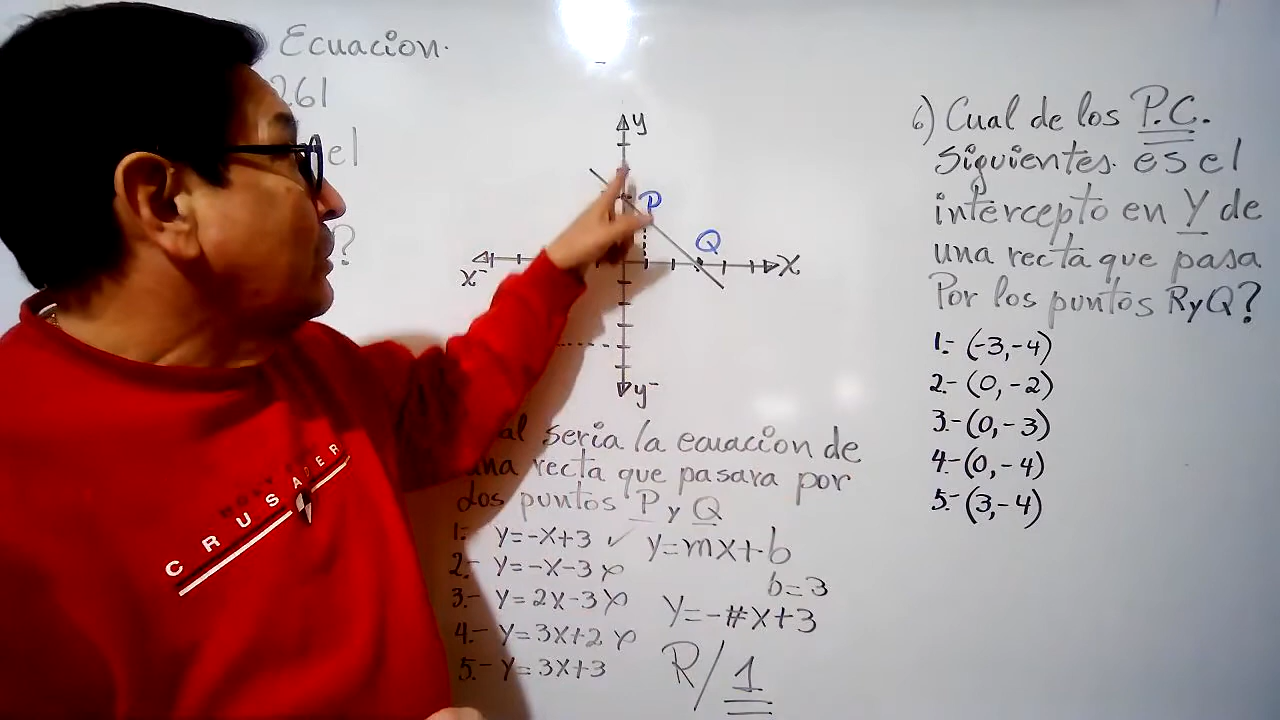 Ecuacion.
261
el
?
y
P
Q
X⁻
X
y⁻
al seria la ecuacion de
una recta que pasara por
dos puntos P y Q
1.- y=-x+3 ✓
2.- y=-x-3 x
3.- y=2x-3 x
4.- y=3x+2 x
5.- y=3x+3
y=mx+b
b=3
y=-#x+3
R/1
6) Cual de los P.C.
siguientes. es el
intercepto en Y de
una recta que pasa
Por los puntos R y Q?
1.- (-3,-4)
2.- (0,-2)
3.- (0,-3)
4.- (0,-4)
5.- (3,-4)
CRUSADER